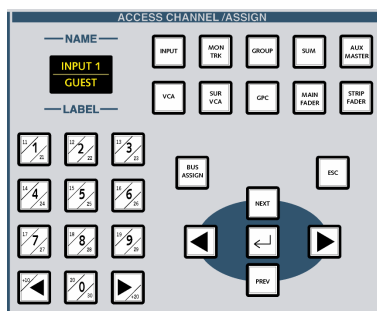 ACCESS CHANNEL /ASSIGN
NAME
INPUT 1
GUEST
LABEL
INPUT
MON
TRK
GROUP
SUM
AUX
MASTER
VCA
SUR
VCA
GPC
MAIN
FADER
STRIP
FADER
11 1 21
12 2 22
13 3 23
14 4 24
15 5 25
16 6 26
17 7 27
18 8 28
19 9 29
+10
20 0 30
+20
BUS
ASSIGN
ESC
NEXT
PREV